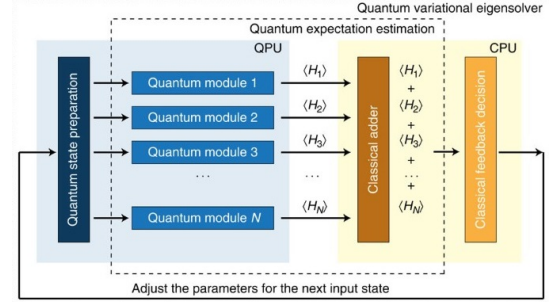 Quantum variational eigensolver
Quantum expectation estimation
QPU
CPU
Quantum state preparation
Quantum module 1
Quantum module 2
Quantum module 3
...
Quantum module N
⟨H₁⟩
⟨H₂⟩
⟨H₃⟩
...
⟨H_N⟩
Classical adder
⟨H₁⟩
+
⟨H₂⟩
+
⟨H₃⟩
+
...
+
⟨H_N⟩
Classical feedback decision
Adjust the parameters for the next input state